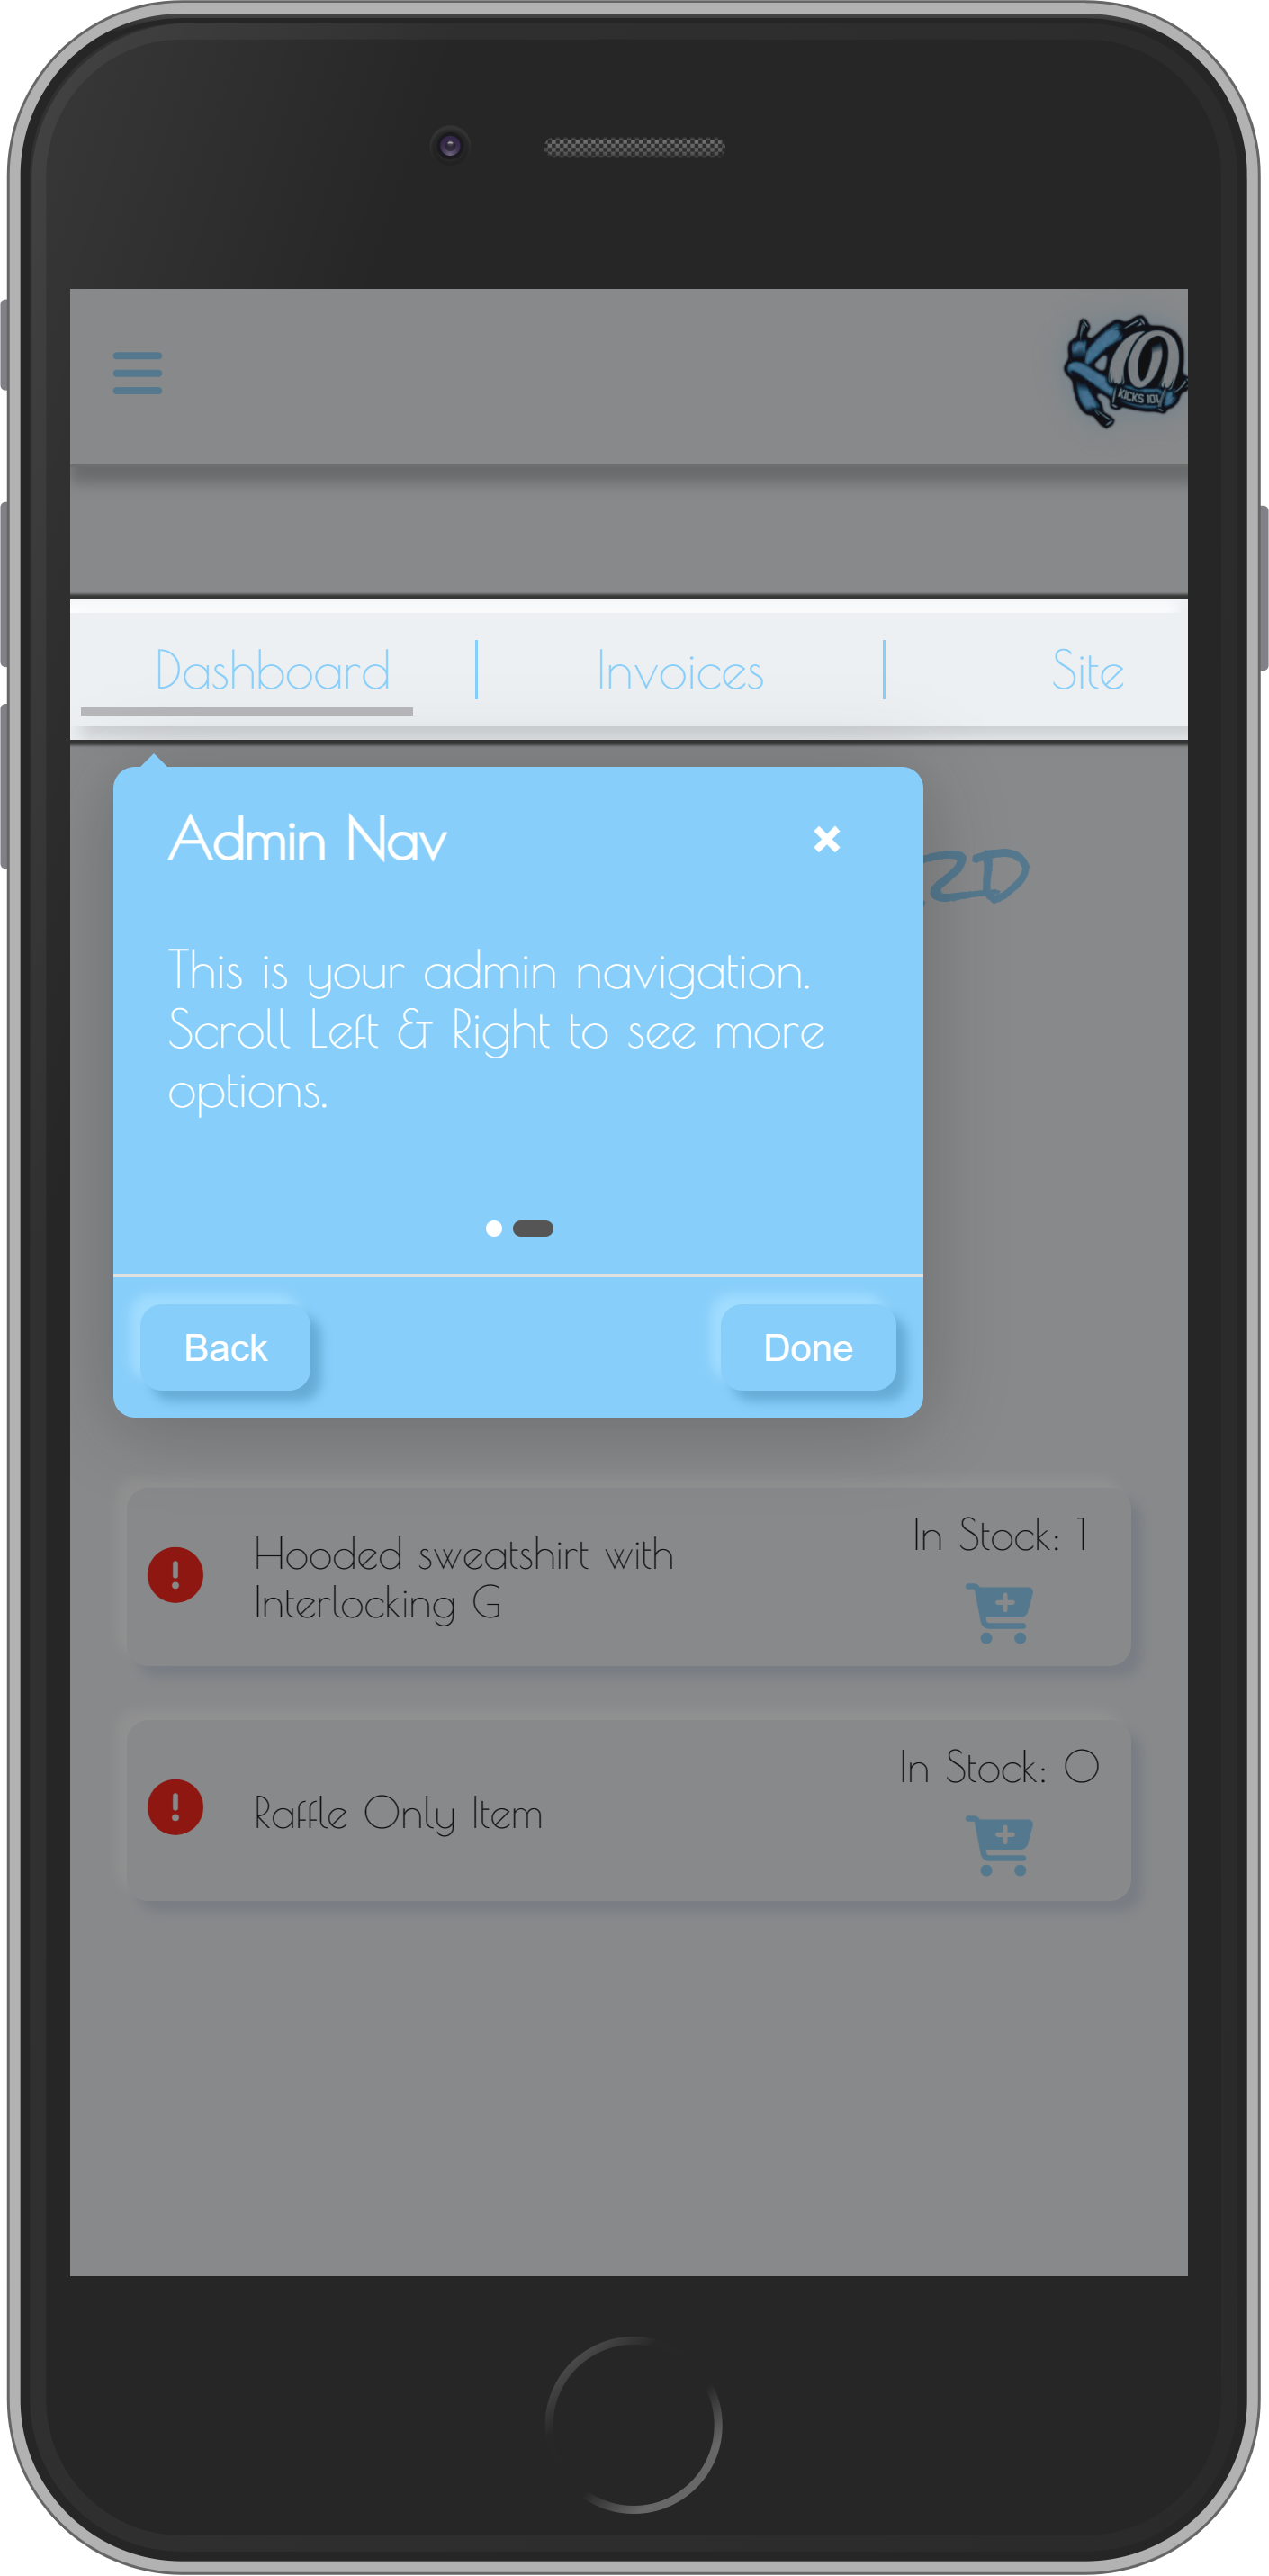 KICKS 101
Dashboard
Invoices
Site
Admin Nav
This is your admin navigation.
Scroll Left & Right to see more
options.
Back
Done
Hooded sweatshirt with
Interlocking G
In Stock: 1
Raffle Only Item
In Stock: 0